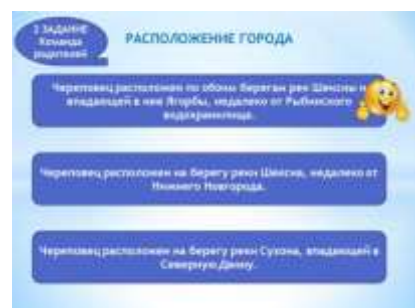 2 ЗАДАНИЕ
Команда
родителей
РАСПОЛОЖЕНИЕ ГОРОДА
Череповец расположен по обоим берегам рек Шексны и
впадающей в нее Ягорбы, недалеко от Рыбинского
водохранилища.
Череповец расположен на берегу реки Шексна, недалеко от
Нижнего Новгорода.
Череповец расположен на берегу реки Сухона, впадающей в
Северную Двину.